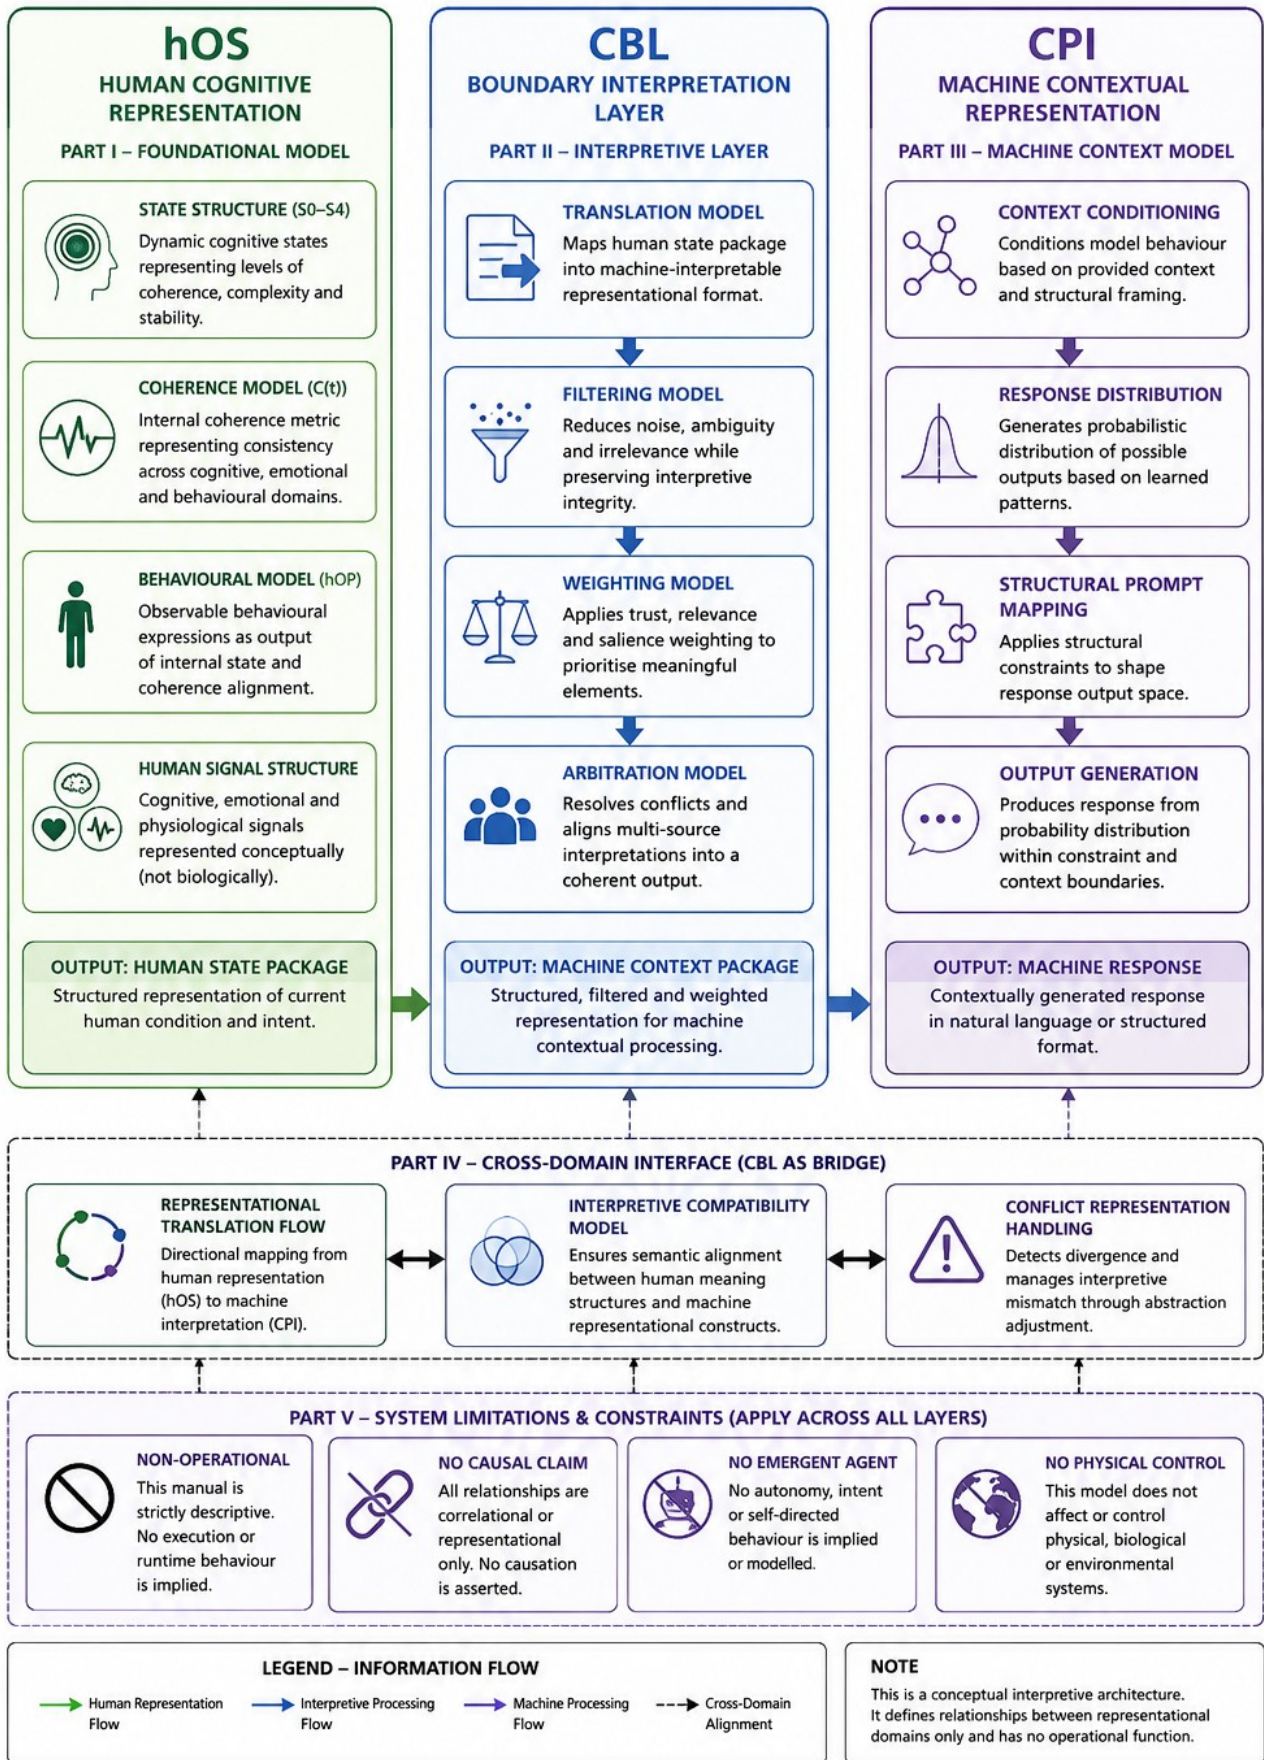 hOS
HUMAN COGNITIVE
REPRESENTATION
PART I – FOUNDATIONAL MODEL
STATE STRUCTURE (S0–S4)
Dynamic cognitive states
representing levels of
coherence, complexity and
stability.
COHERENCE MODEL (C(t))
Internal coherence metric
representing consistency
across cognitive, emotional
and behavioural domains.
BEHAVIOURAL MODEL (hOP)
Observable behavioural
expressions as output
of internal state and
coherence alignment.
HUMAN SIGNAL STRUCTURE
Cognitive, emotional and
physiological signals
represented conceptually
(not biologically).
OUTPUT: HUMAN STATE PACKAGE
Structured representation of current
human condition and intent.
CBL
BOUNDARY INTERPRETATION
LAYER
PART II – INTERPRETIVE LAYER
TRANSLATION MODEL
Maps human state package
into machine-interpretable
representational format.
FILTERING MODEL
Reduces noise, ambiguity
and irrelevance while
preserving interpretive
integrity.
WEIGHTING MODEL
Applies trust, relevance
and salience weighting to
prioritise meaningful
elements.
ARBITRATION MODEL
Resolves conflicts and
aligns multi-source
interpretations into a
coherent output.
OUTPUT: MACHINE CONTEXT PACKAGE
Structured, filtered and weighted
representation for machine
contextual processing.
CPI
MACHINE CONTEXTUAL
REPRESENTATION
PART III – MACHINE CONTEXT MODEL
CONTEXT CONDITIONING
Conditions model behaviour
based on provided context
and structural framing.
RESPONSE DISTRIBUTION
Generates probabilistic
distribution of possible
outputs based on learned
patterns.
STRUCTURAL PROMPT
MAPPING
Applies structural
constraints to shape
response output space.
OUTPUT GENERATION
Produces response from
probability distribution
within constraint and
context boundaries.
OUTPUT: MACHINE RESPONSE
Contextually generated response
in natural language or structured
format.
PART IV – CROSS-DOMAIN INTERFACE (CBL AS BRIDGE)
REPRESENTATIONAL
TRANSLATION FLOW
Directional mapping from
human representation
(hOS) to machine
interpretation (CPI).
INTERPRETIVE COMPATIBILITY
MODEL
Ensures semantic alignment
between human meaning
structures and machine
representational constructs.
CONFLICT REPRESENTATION
HANDLING
Detects divergence and
manages interpretive
mismatch through abstraction
adjustment.
PART V – SYSTEM LIMITATIONS & CONSTRAINTS (APPLY ACROSS ALL LAYERS)
NON-OPERATIONAL
This manual is
strictly descriptive.
No execution or
runtime behaviour
is implied.
NO CAUSAL CLAIM
All relationships are
correlational or
representational
only. No causation
is asserted.
NO EMERGENT AGENT
No autonomy, intent
or self-directed
behaviour is implied
or modelled.
NO PHYSICAL CONTROL
This model does not
affect or control
physical, biological
or environmental
systems.
LEGEND – INFORMATION FLOW
Human Representation
Flow
Interpretive Processing
Flow
Machine Processing
Flow
Cross-Domain
Alignment
NOTE
This is a conceptual interpretive architecture.
It defines relationships between representational
domains only and has no operational function.